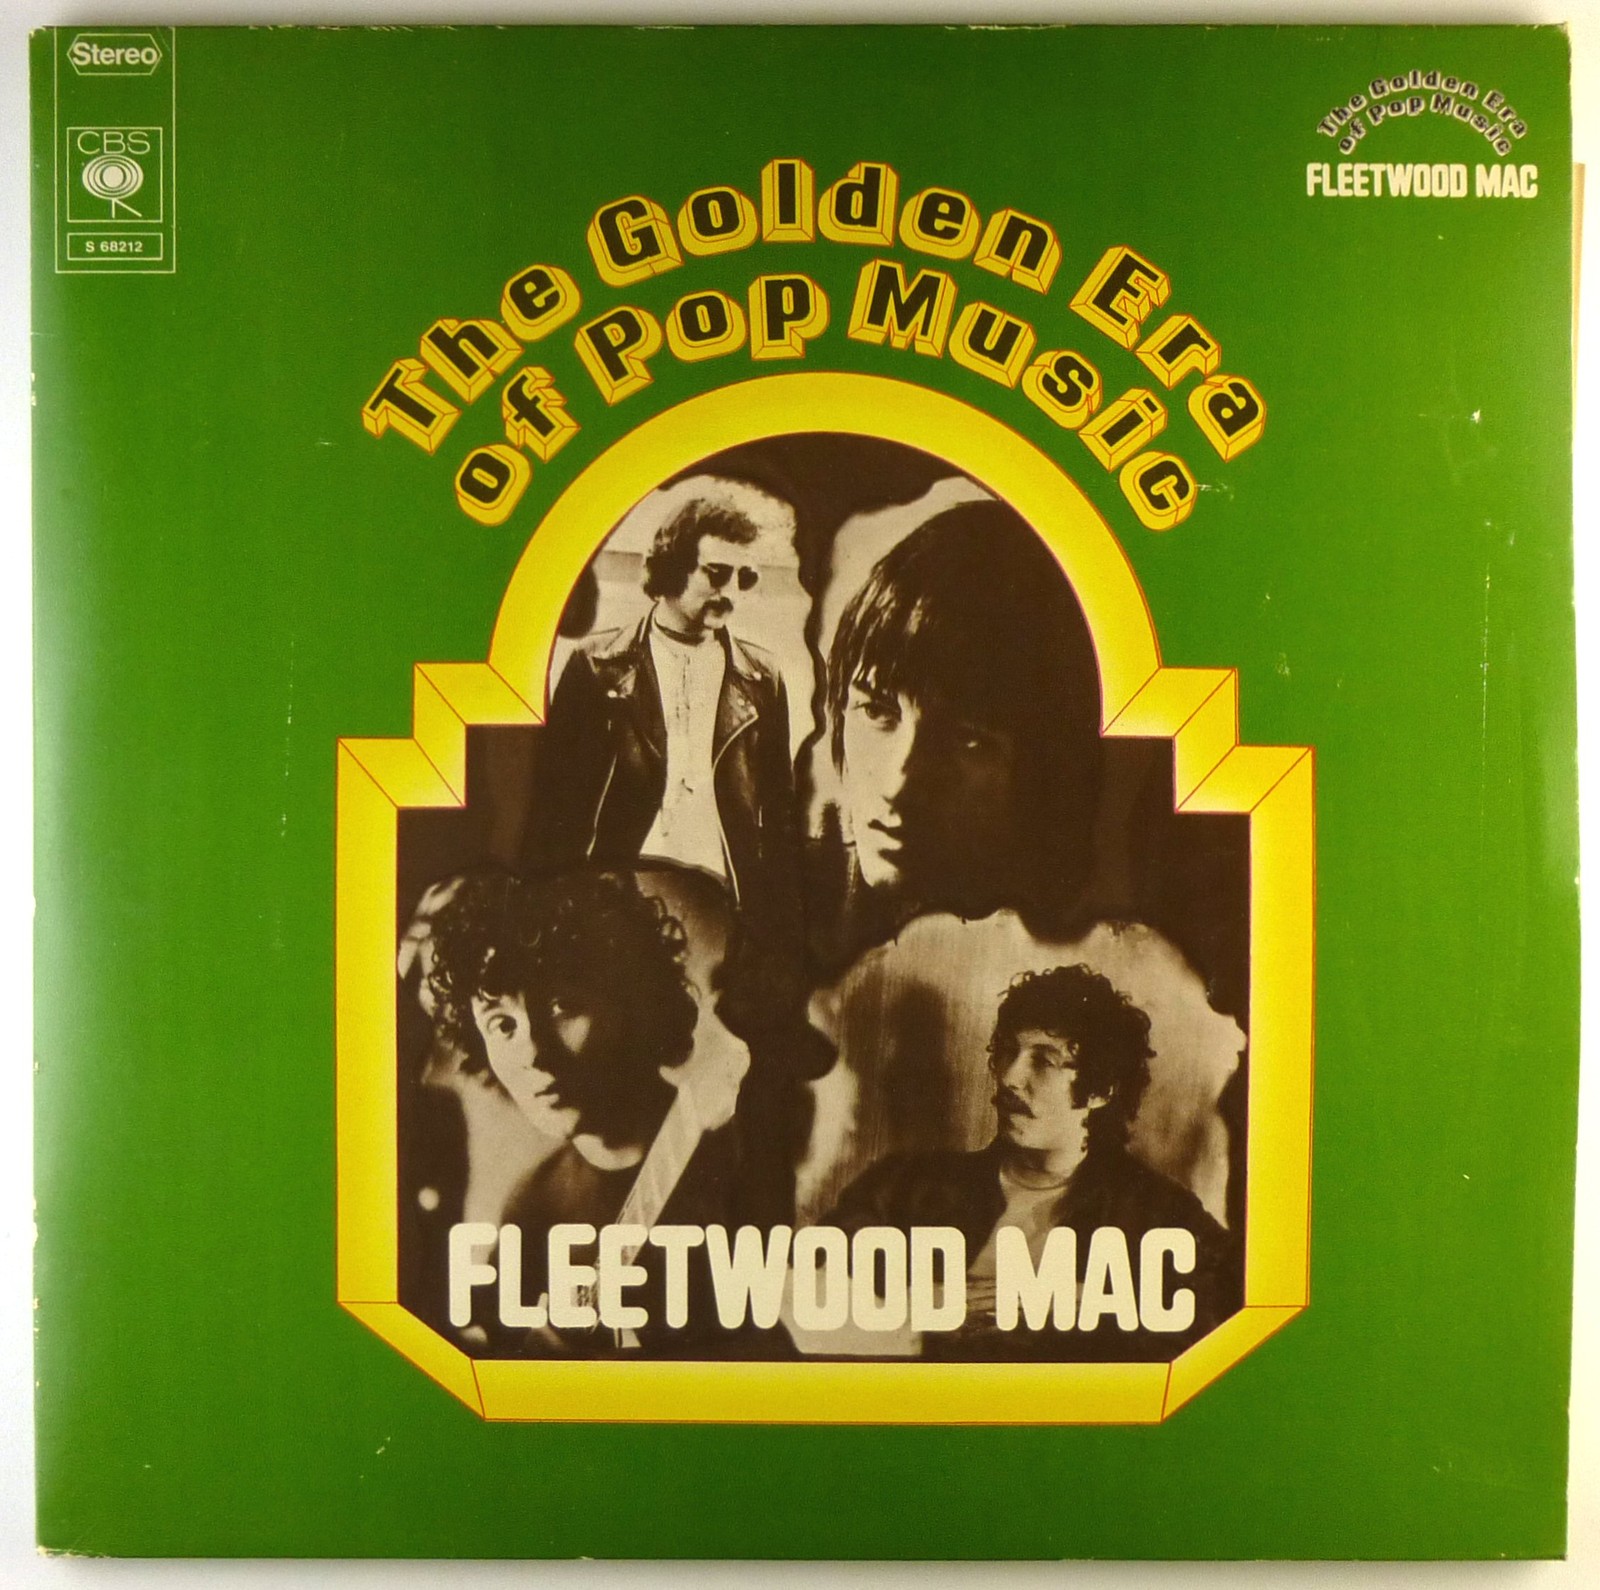 Stereo
CBS
S 68212
The Golden Era
of Pop Music
FLEETWOOD MAC
The Golden Era
of Pop Music
FLEETWOOD MAC